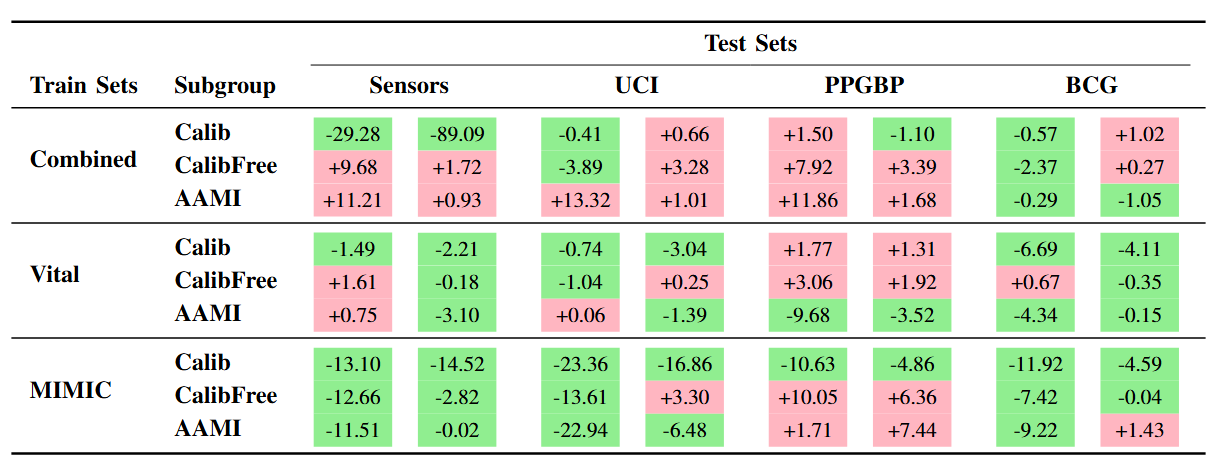 Test Sets
Train Sets Subgroup Sensors UCI PPGBP BCG
Calib -29.28 -89.09 -0.41 +0.66 +1.50 -1.10 -0.57 +1.02
Combined CalibFree +9.68 +1.72 -3.89 +3.28 +7.92 +3.39 -2.37 +0.27
AAMI +11.21 +0.93 +13.32 +1.01 +11.86 +1.68 -0.29 -1.05
Calib -1.49 -2.21 -0.74 -3.04 +1.77 +1.31 -6.69 -4.11
Vital CalibFree +1.61 -0.18 -1.04 +0.25 +3.06 +1.92 +0.67 -0.35
AAMI +0.75 -3.10 +0.06 -1.39 -9.68 -3.52 -4.34 -0.15
Calib -13.10 -14.52 -23.36 -16.86 -10.63 -4.86 -11.92 -4.59
MIMIC CalibFree -12.66 -2.82 -13.61 +3.30 +10.05 +6.36 -7.42 -0.04
AAMI -11.51 -0.02 -22.94 -6.48 +1.71 +7.44 -9.22 +1.43